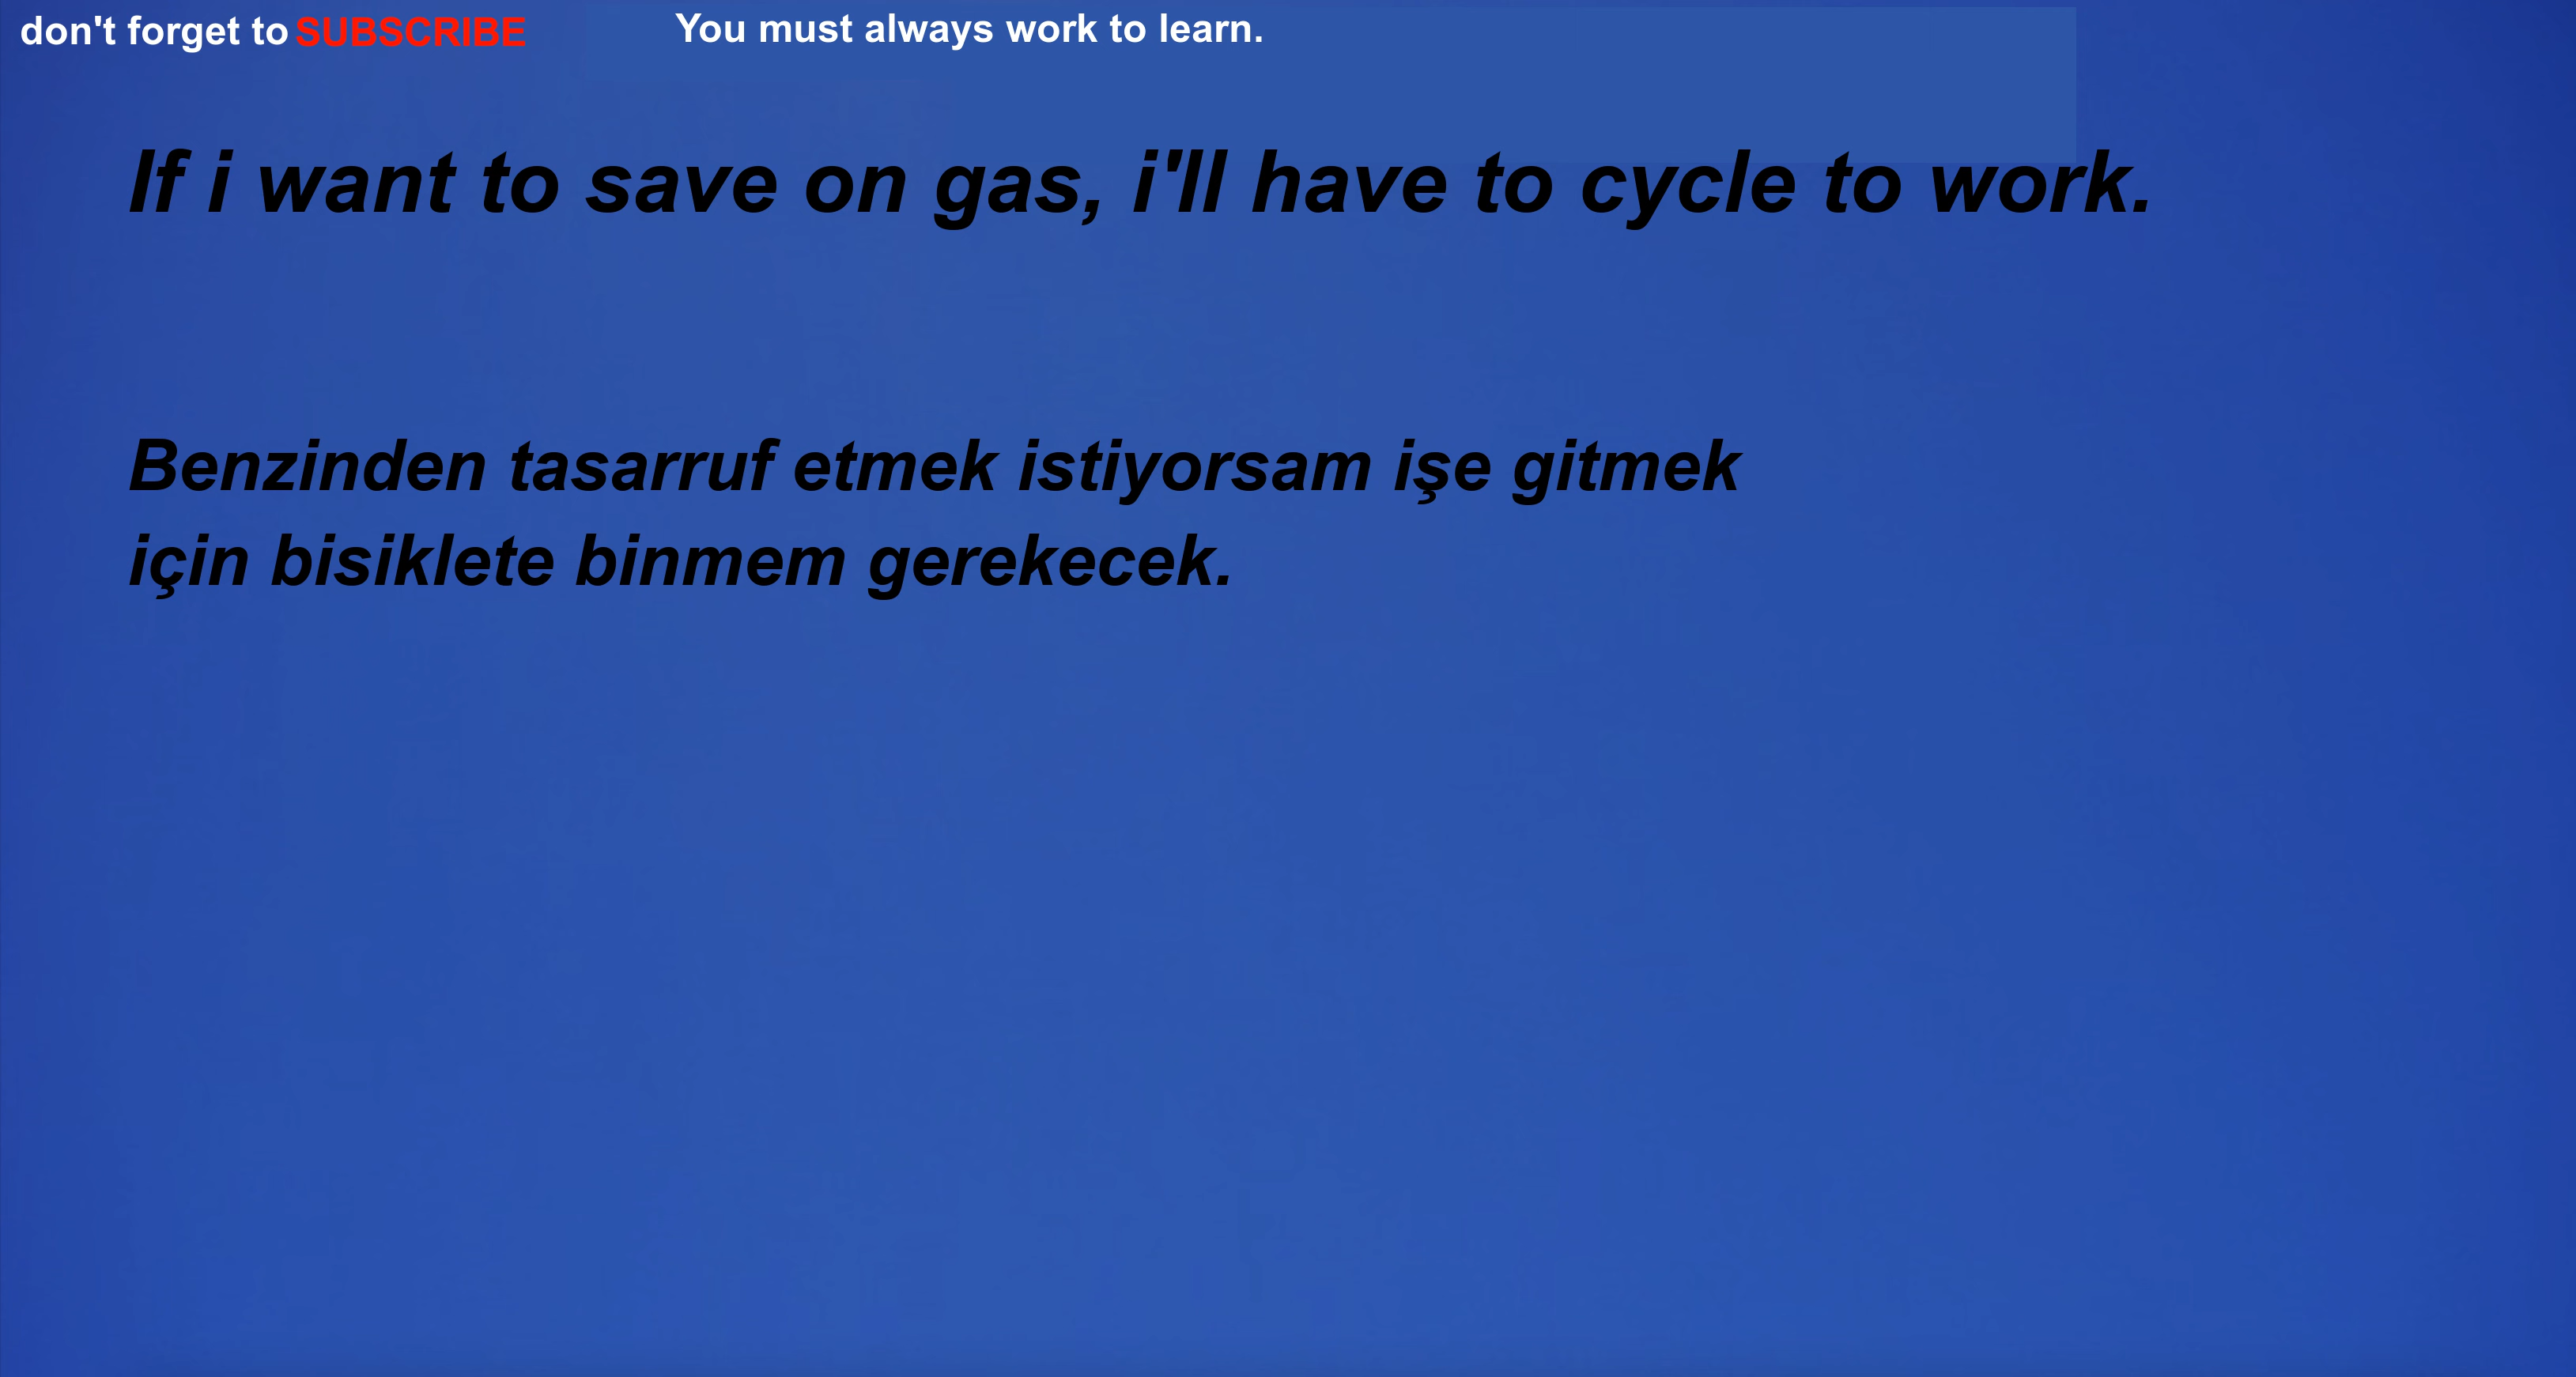 don't forget to SUBSCRIBE
You must always work to learn.
If i want to save on gas, i'll have to cycle to work.
Benzinden tasarruf etmek istiyorsam işe gitmek
için bisiklete binmem gerekecek.